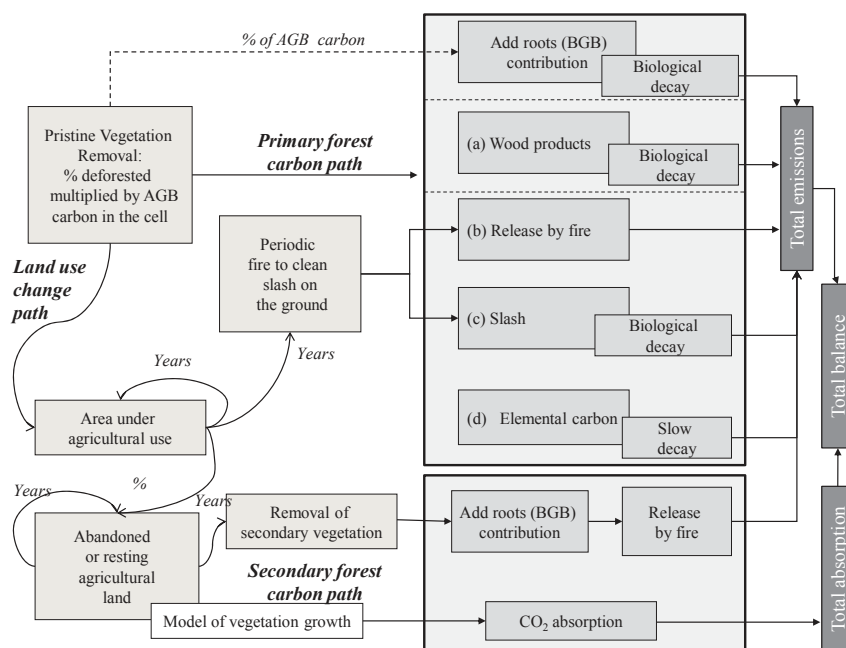 % of AGB carbon
Add roots (BGB)
contribution
Biological
decay
Pristine Vegetation
Removal:
% deforested
multiplied by AGB
carbon in the cell
Primary forest
carbon path
(a) Wood products
Biological
decay
Total emissions
Land use
change
path
Periodic
fire to clean
slash on
the ground
(b) Release by fire
(c) Slash
Biological
decay
Years
Years
Total balance
Area under
agricultural use
(d) Elemental carbon
Slow
decay
%
Years
Years
Removal of
secondary vegetation
Add roots (BGB)
contribution
Release
by fire
Abandoned
or resting
agricultural
land
Secondary forest
carbon path
Model of vegetation growth
CO₂ absorption
Total absorption